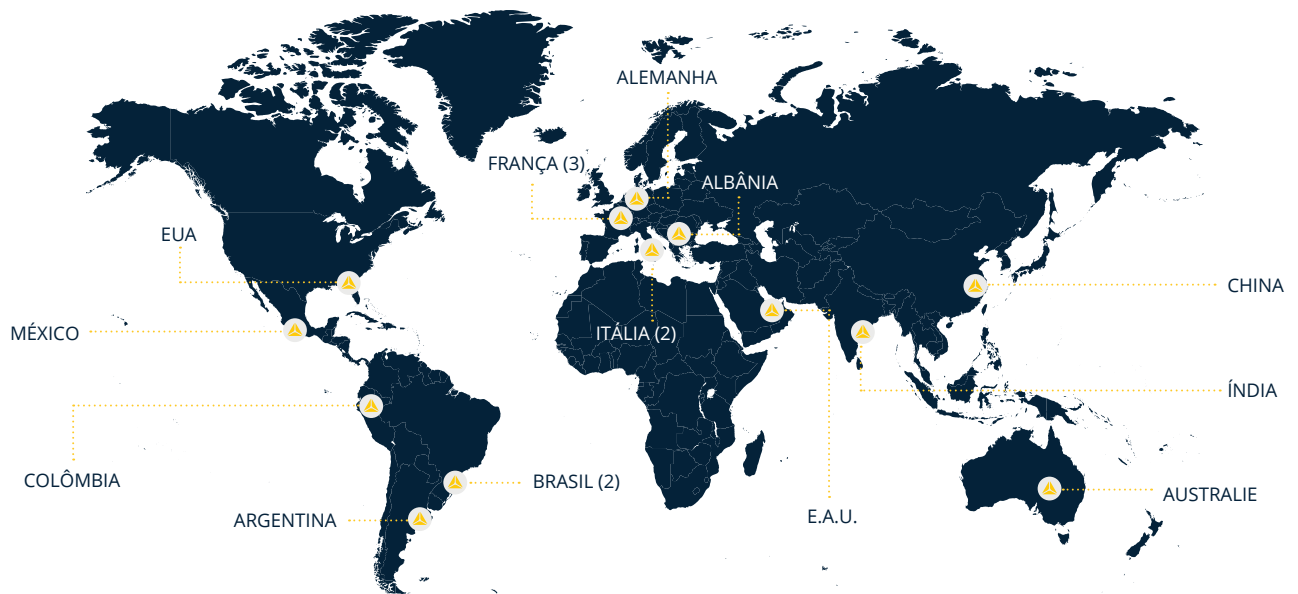 ALEMANHA
FRANÇA (3)
ALBÂNIA
EUA
CHINA
MÉXICO
ITÁLIA (2)
ÍNDIA
COLÔMBIA
BRASIL (2)
AUSTRALIE
ARGENTINA
E.A.U.